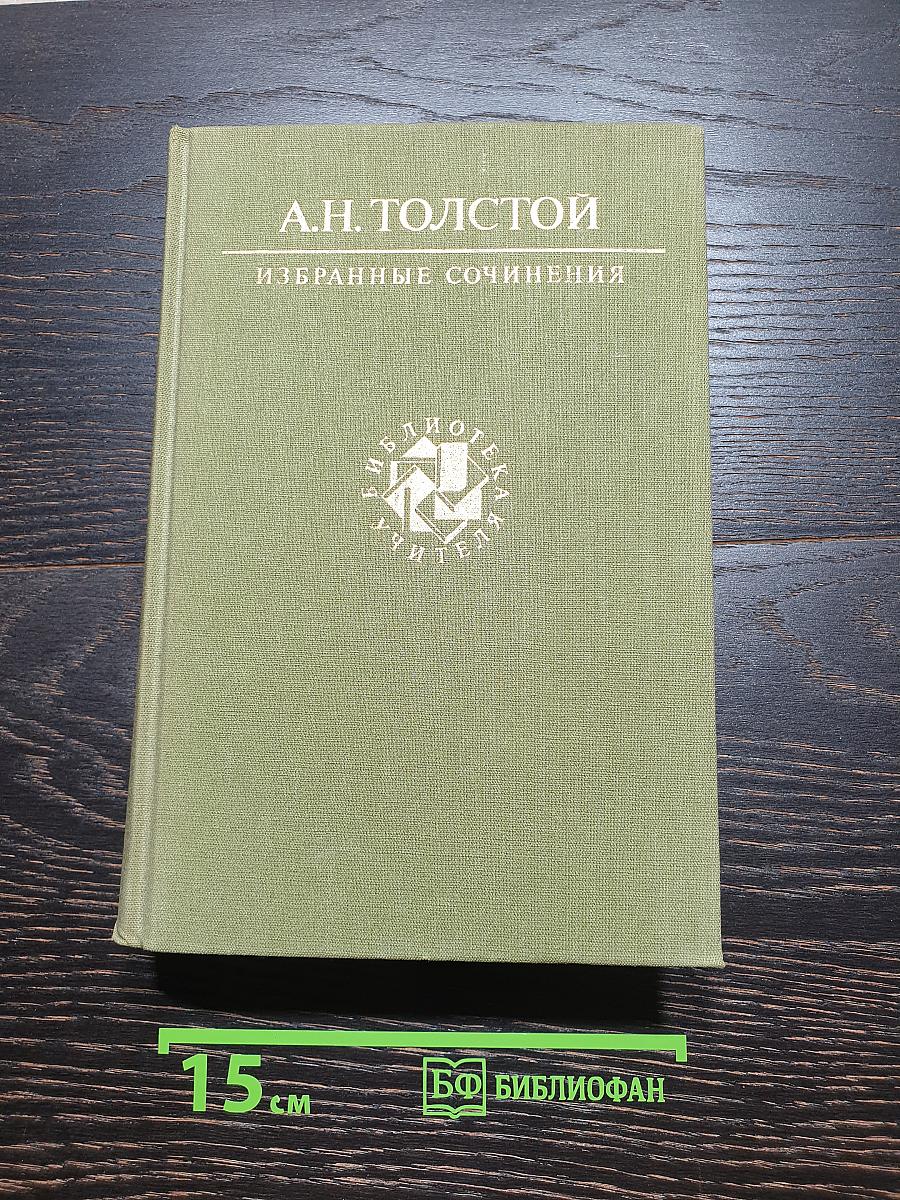 А.Н. ТОЛСТОЙ
ИЗБРАННЫЕ СОЧИНЕНИЯ
БИБЛИОТЕКА
УЧИТЕЛЯ
15 см
БФ БИБЛИОФАН